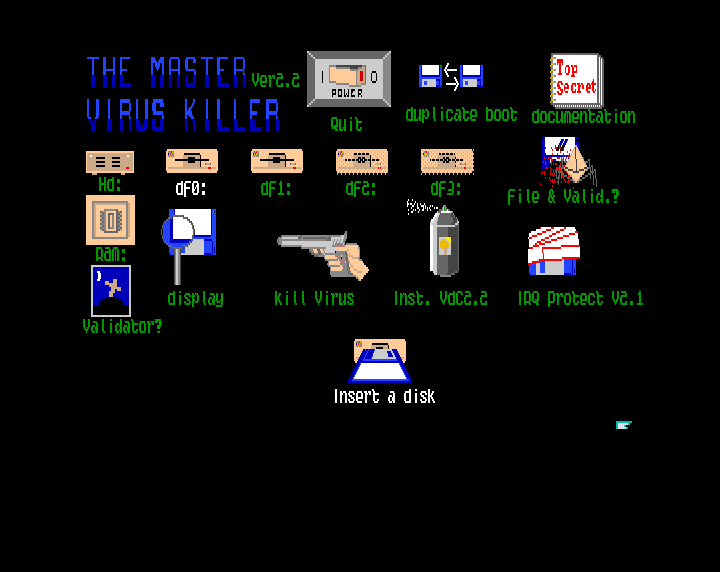 THE MASTER Ver2.2
VIRUS KILLER
I O
POWER
Quit
duplicate boot
Top
Secret
documentation
Hd:
dF0:
dF1:
dF2:
dF3:
File & Valid.?
Ram:
display
kill Virus
Inst. VdC2.2
IRQ Protect V2.1
Validator?
Insert a disk